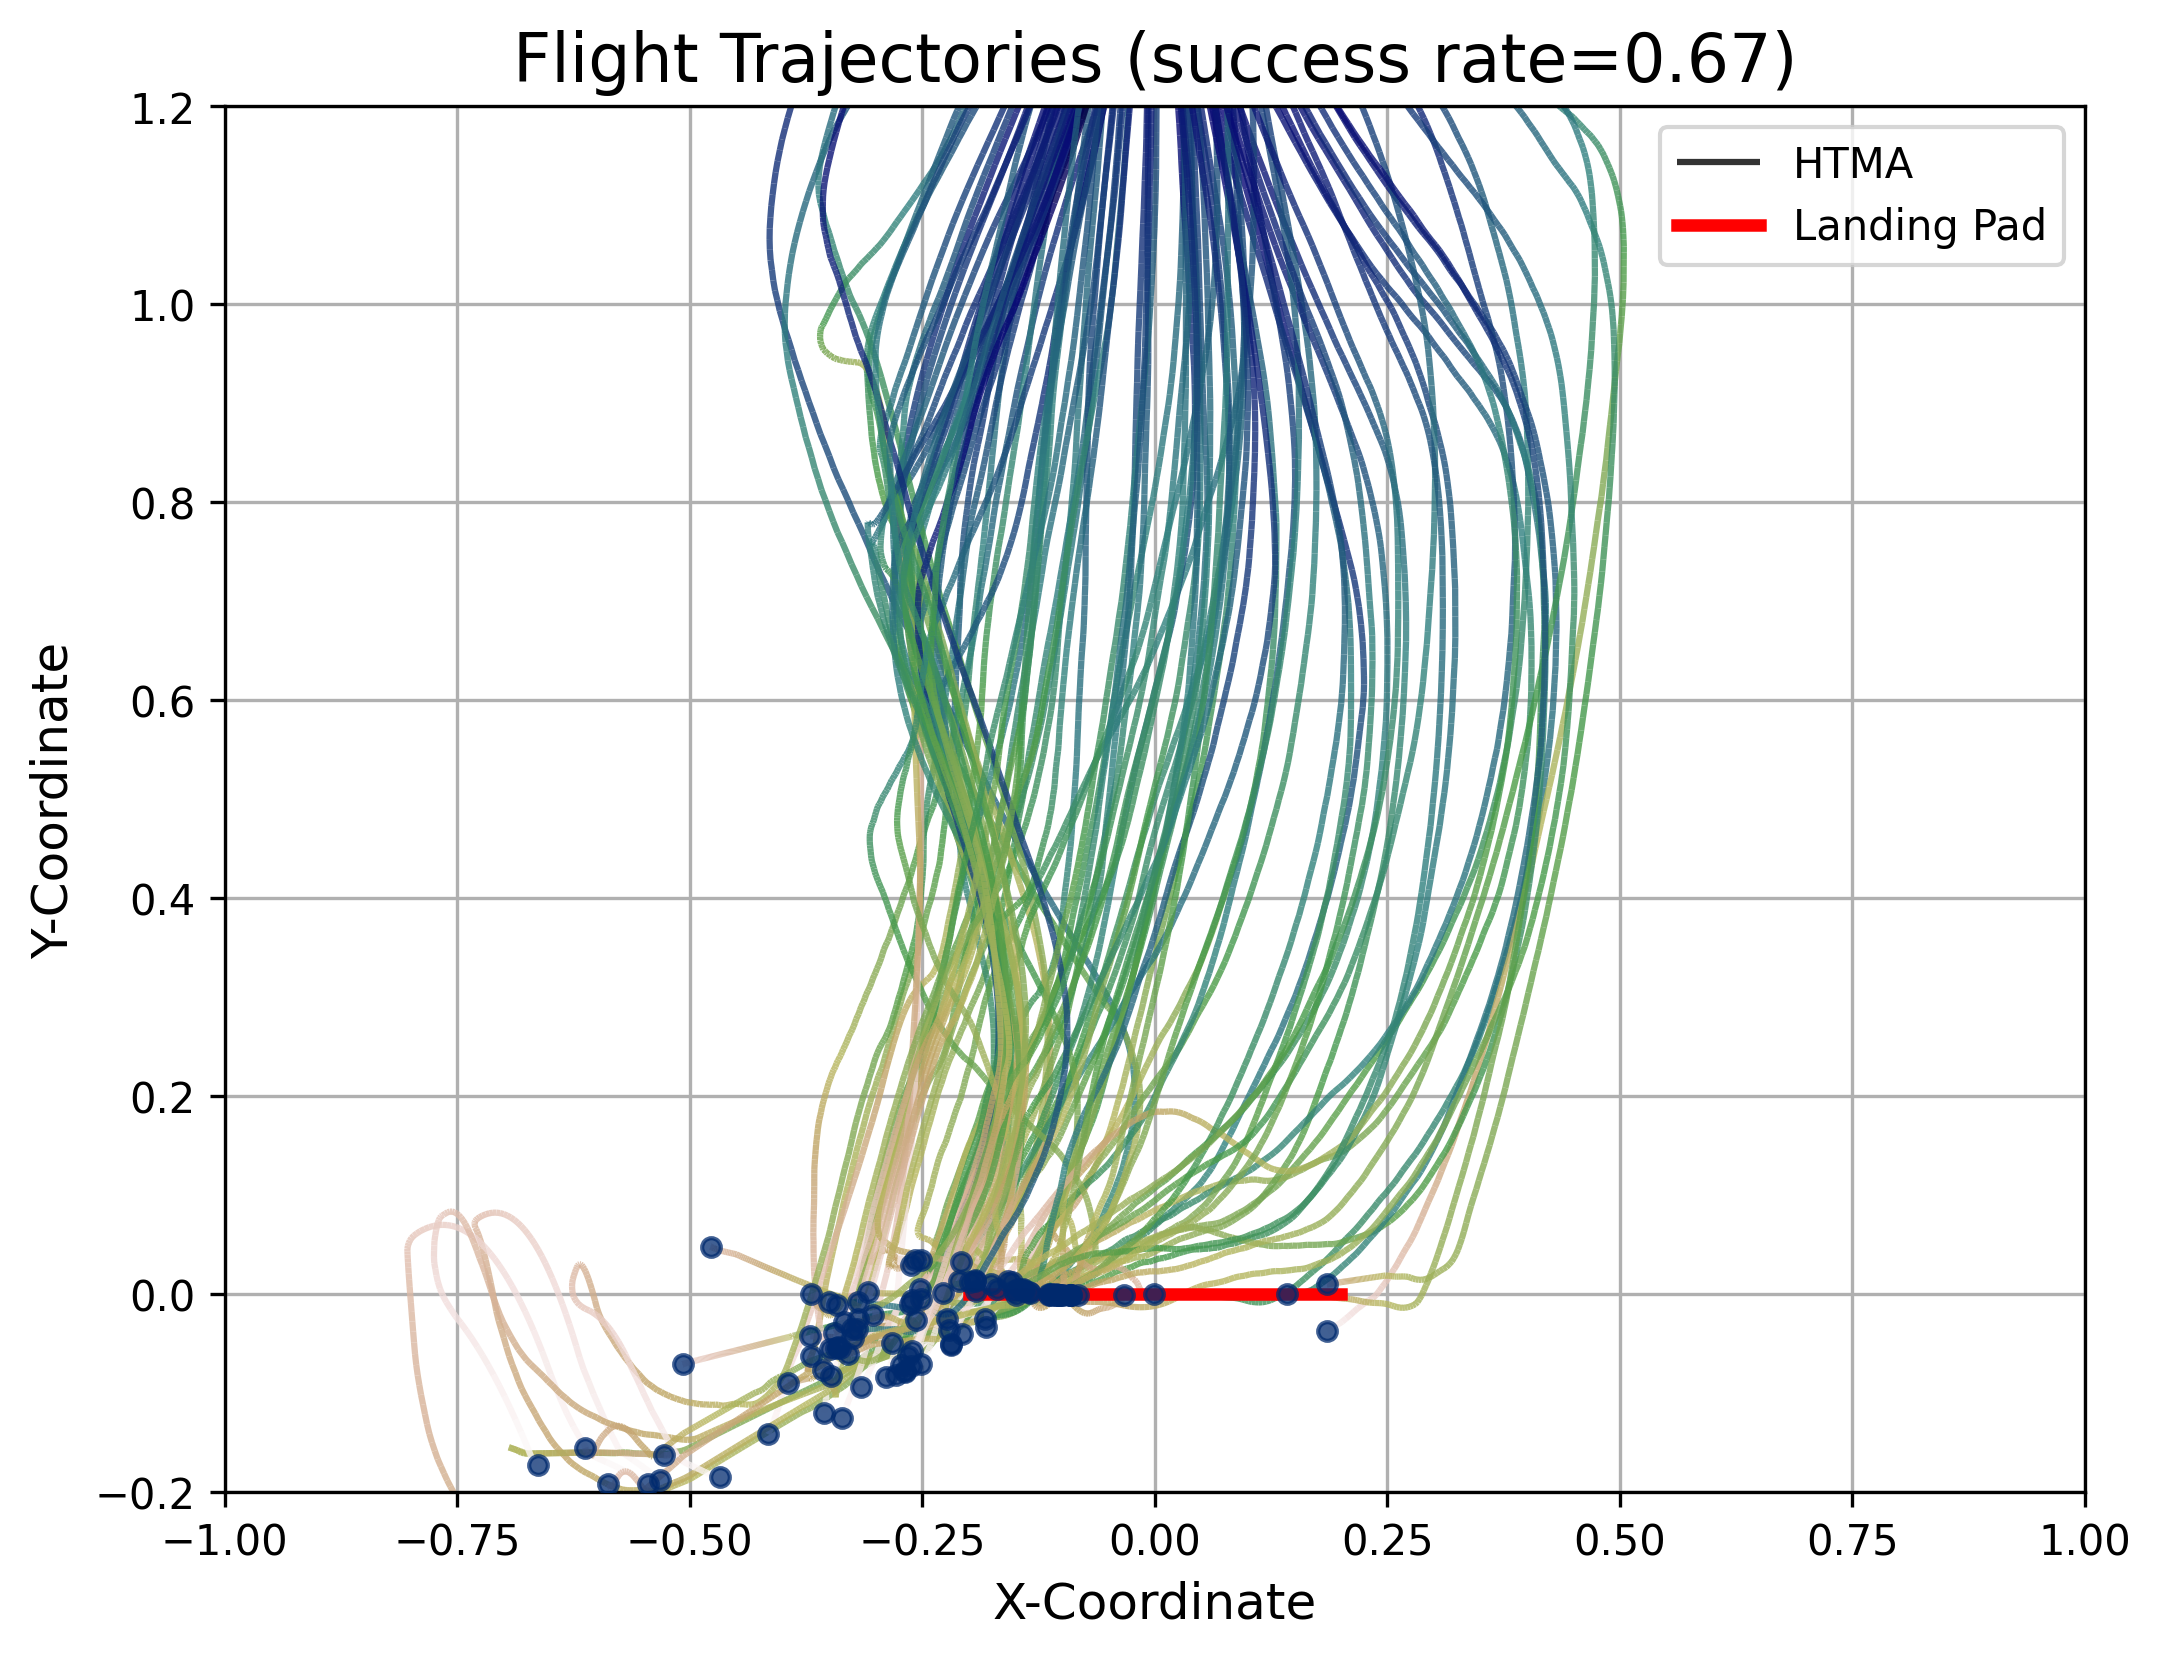 Flight Trajectories (success rate=0.67)
HTMA
Landing Pad
Y-Coordinate
1.2
1.0
0.8
0.6
0.4
0.2
0.0
−0.2
−1.00 −0.75 −0.50 −0.25 0.00 0.25 0.50 0.75 1.00
X-Coordinate